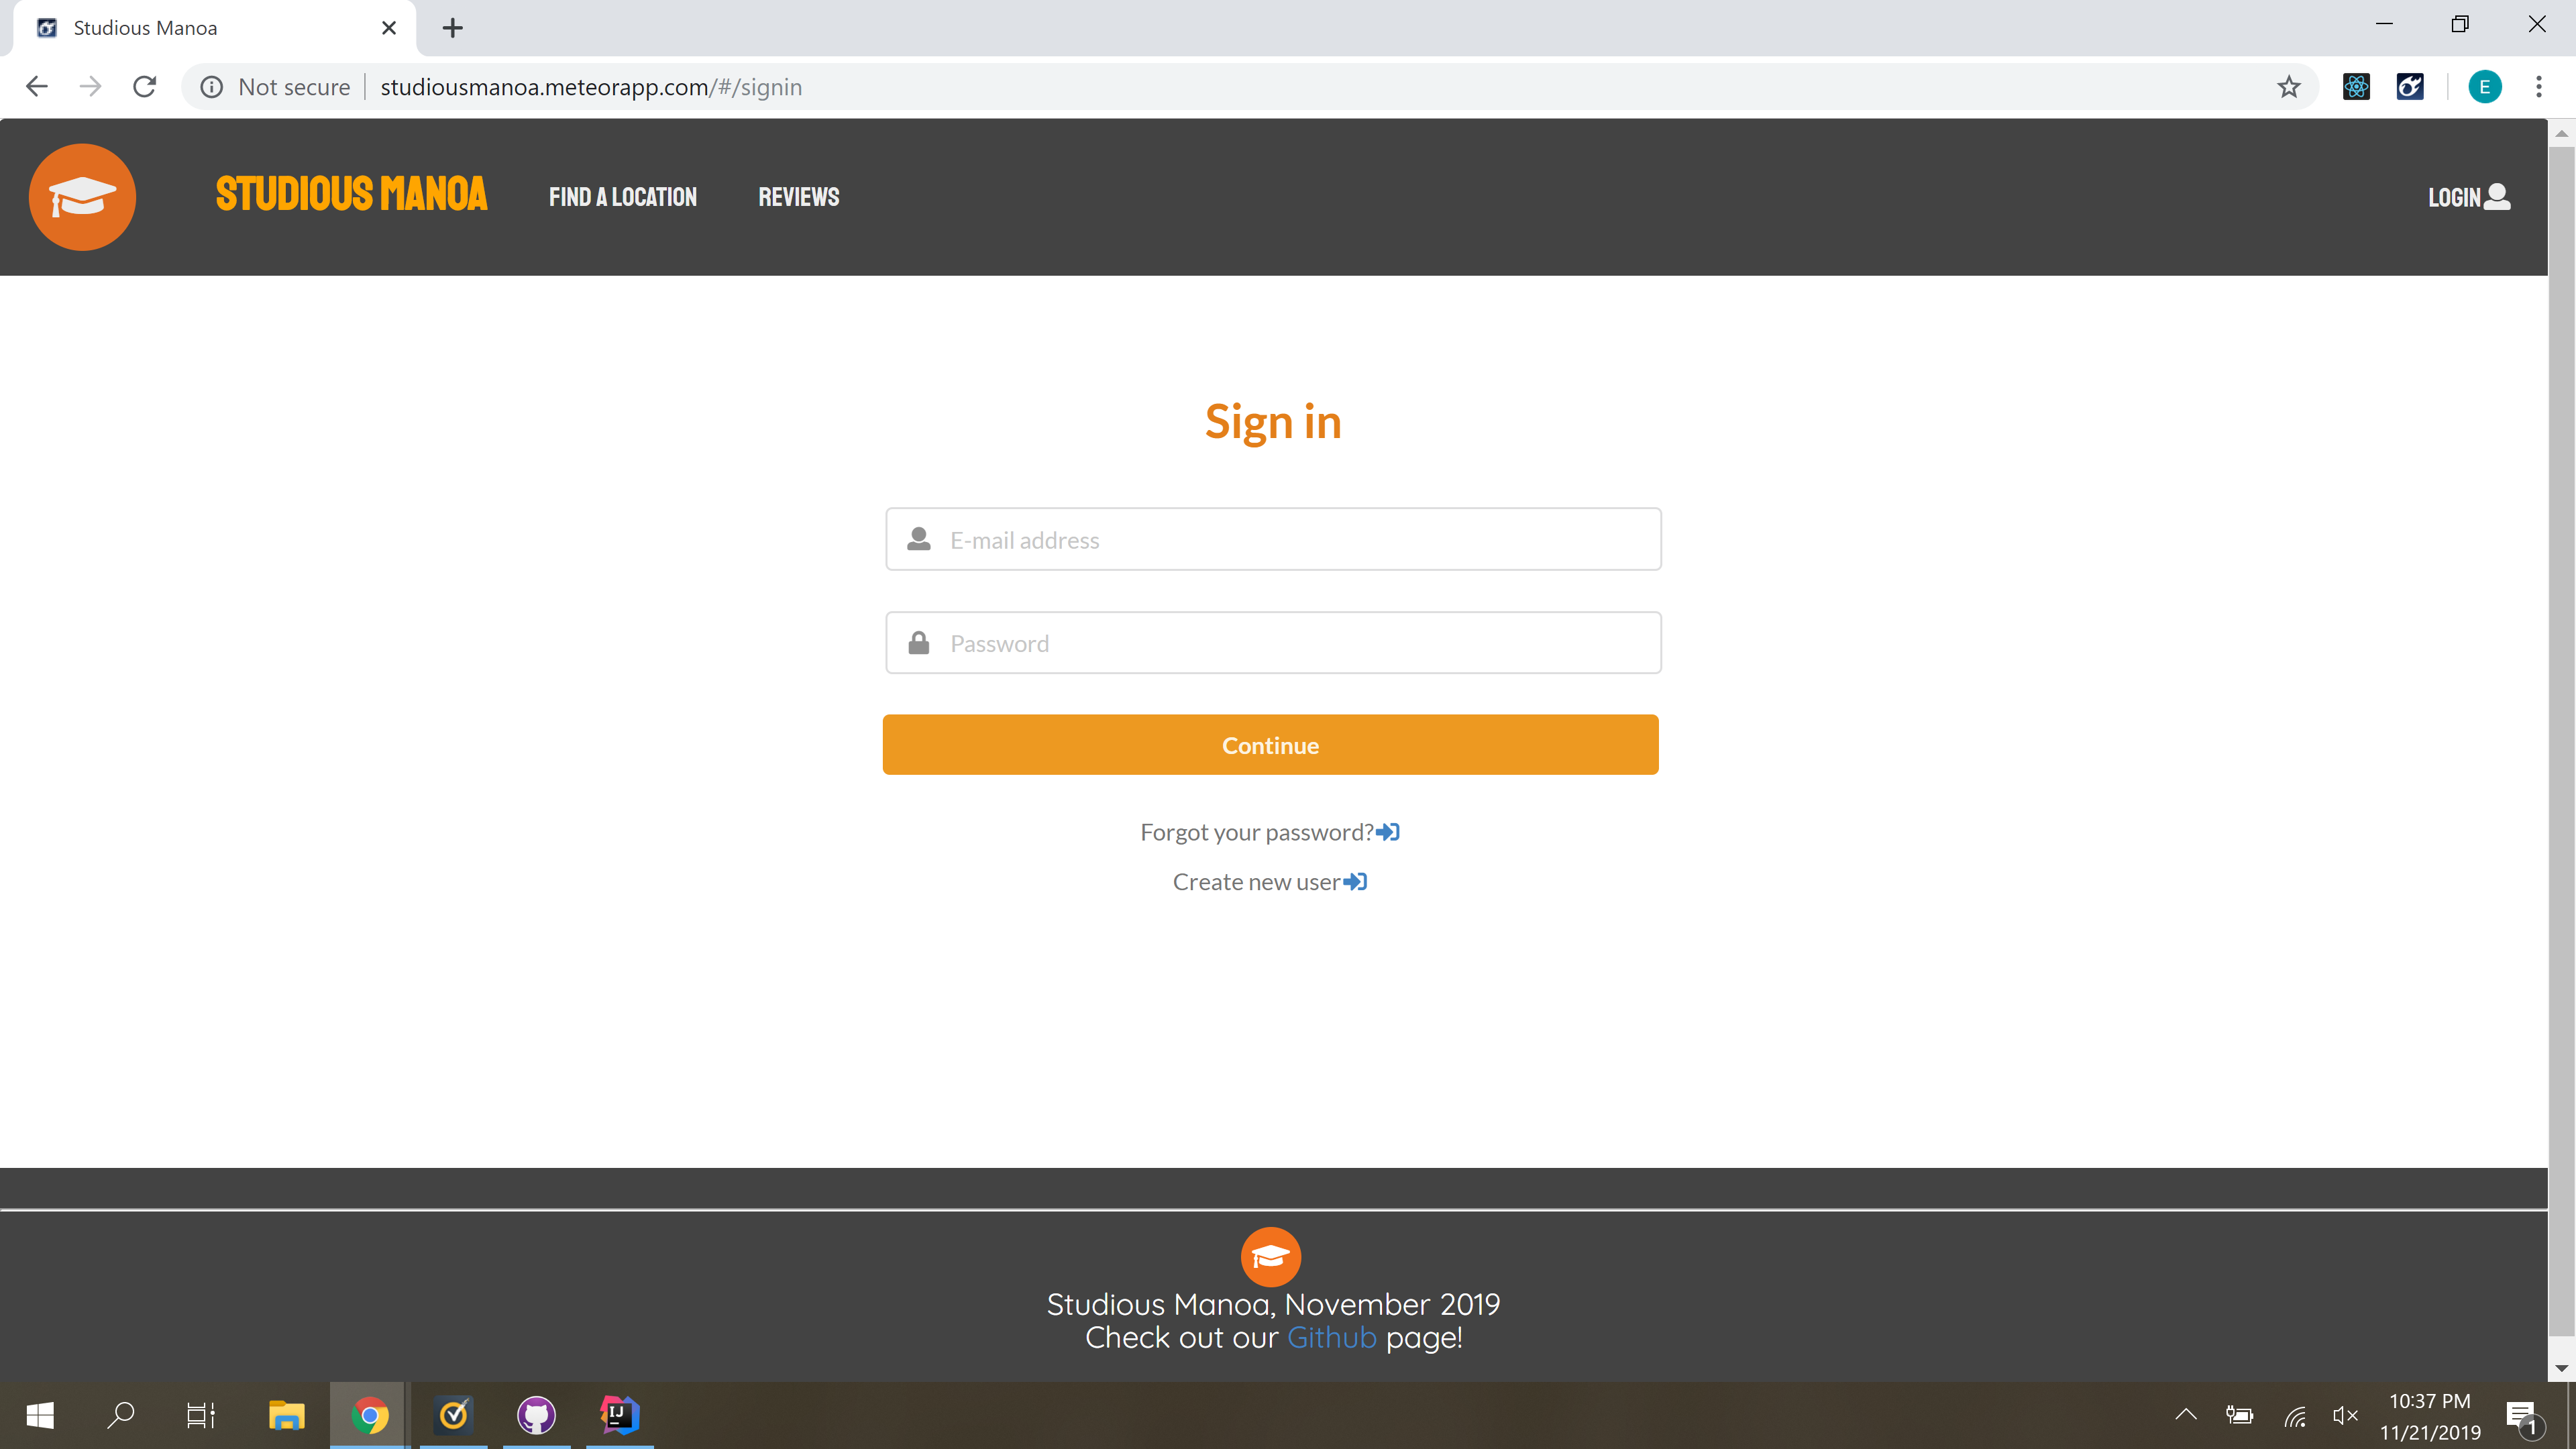 Studious Manoa
Not secure studiousmanoa.meteorapp.com/#/signin
E
STUDIOUS MANOA FIND A LOCATION REVIEWS LOGIN
Sign in
E-mail address
Password
Continue
Forgot your password?
Create new user
Studious Manoa, November 2019
Check out our Github page!
IJ
10:37 PM
11/21/2019
1